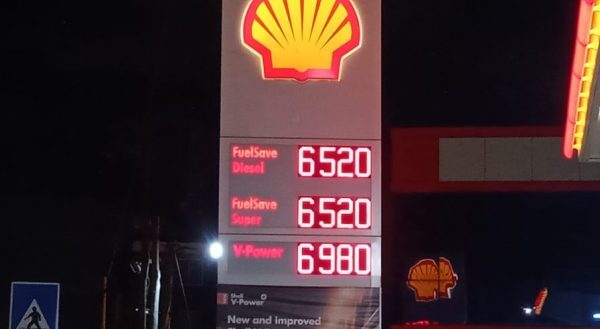 FuelSave
Diesel
6520
FuelSave
Super
6520
V-Power
6980
Shell
V-Power
New and improved